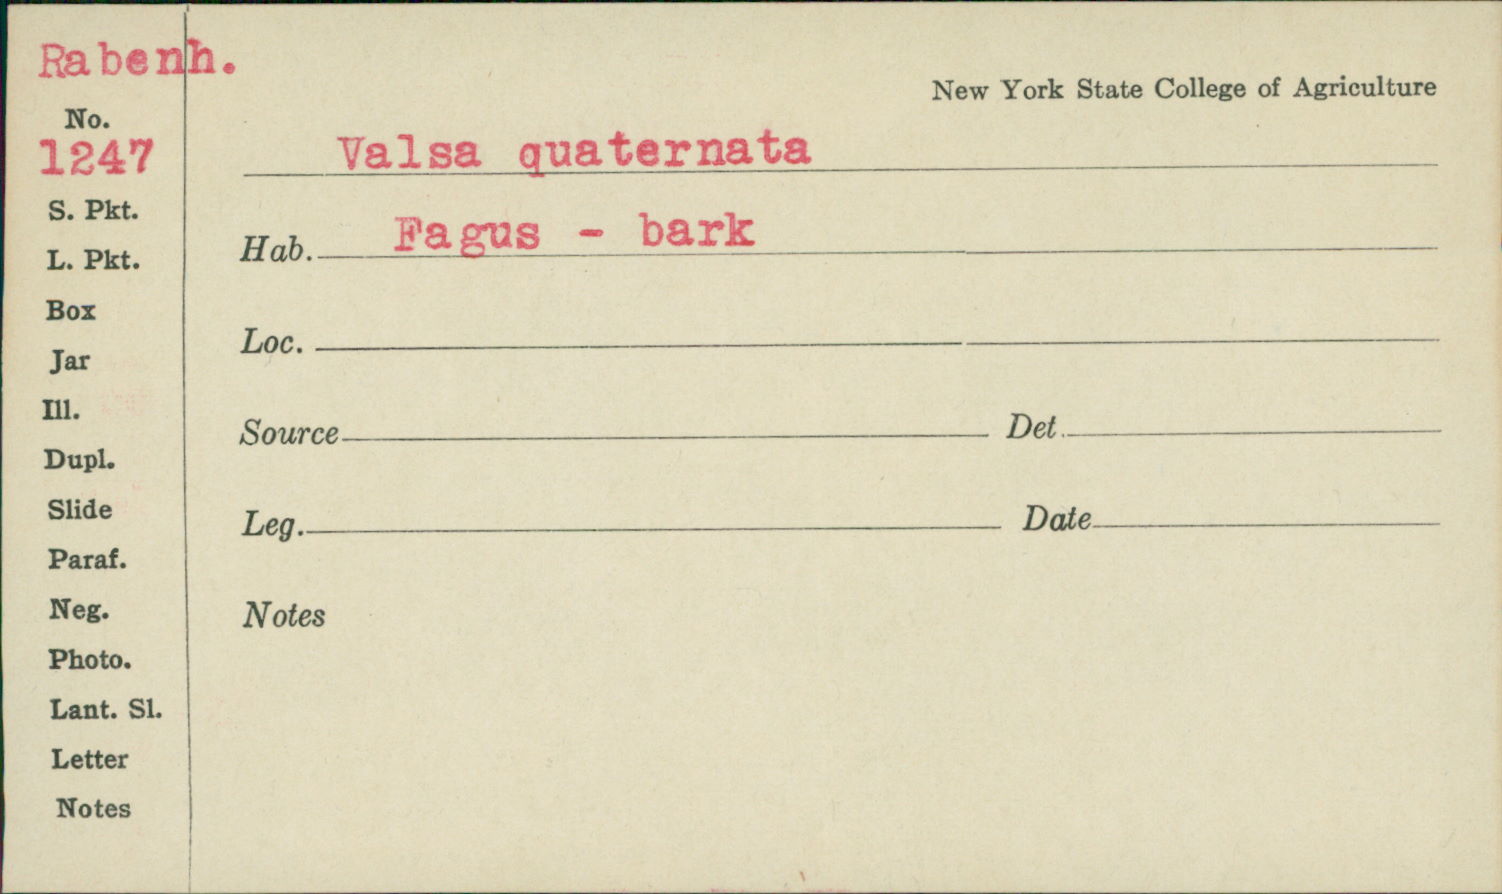 Rabenh.
New York State College of Agriculture
No.
1247
Valsa quaternata
S. Pkt.
Hab. Fagus - bark
L. Pkt.
Box
Loc.
Jar
Ill.
Source Det.
Dupl.
Slide
Leg. Date
Paraf.
Neg.
Notes
Photo.
Lant. Sl.
Letter
Notes